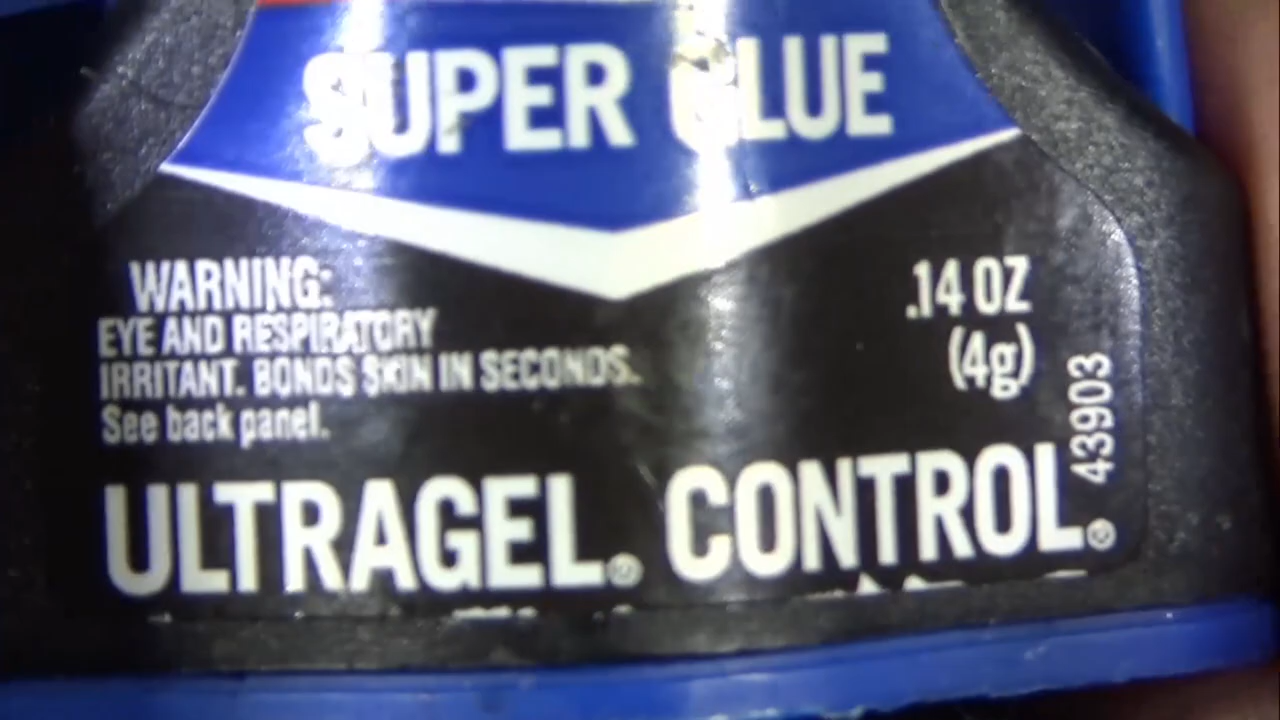 SUPER GLUE
WARNING:
EYE AND RESPIRATORY
IRRITANT. BONDS SKIN IN SECONDS.
See back panel.
.14 OZ
(4g)
43903
ULTRAGEL® CONTROL®